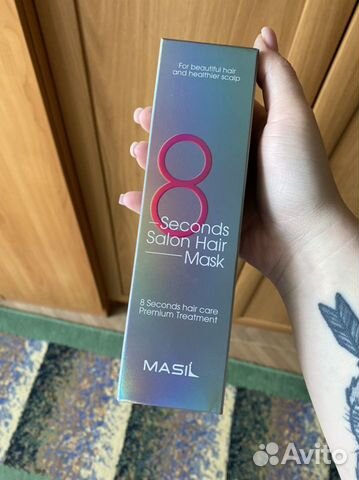 For beautiful hair
and healthier scalp
8
Seconds
Salon Hair
Mask
8 Seconds hair care
Premium Treatment
MASIL
Avito